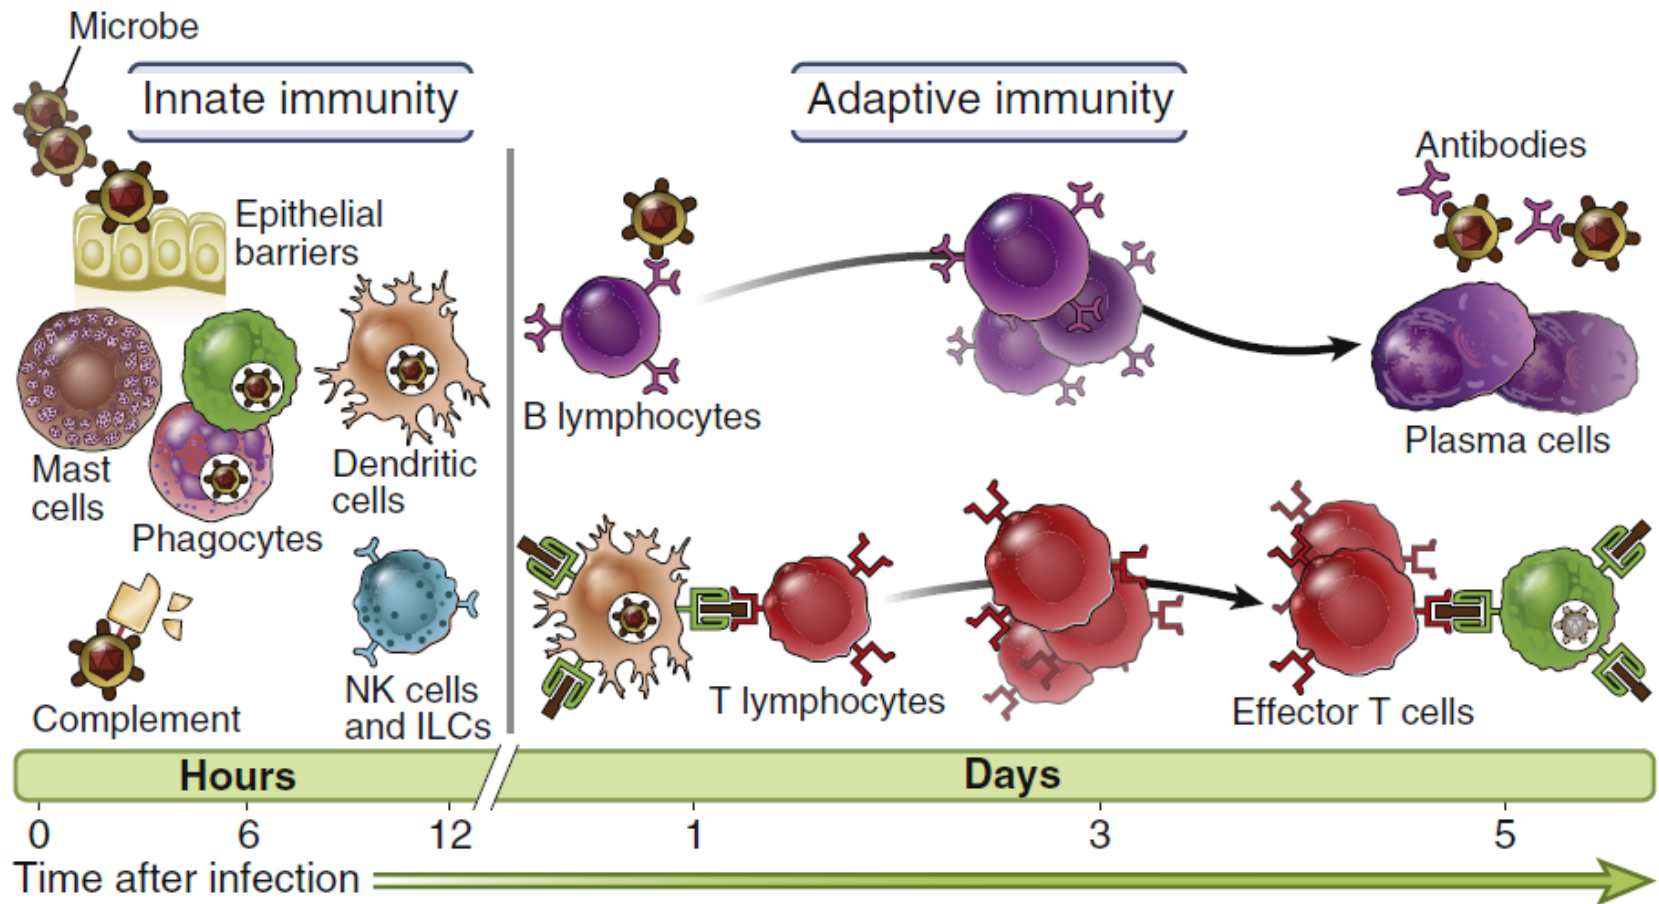 Microbe
Innate immunity
Adaptive immunity
Epithelial
barriers
Mast
cells
Phagocytes
Dendritic
cells
Complement
NK cells
and ILCs
B lymphocytes
Antibodies
Plasma cells
T lymphocytes
Effector T cells
Hours
Days
0
6
12
1
3
5
Time after infection